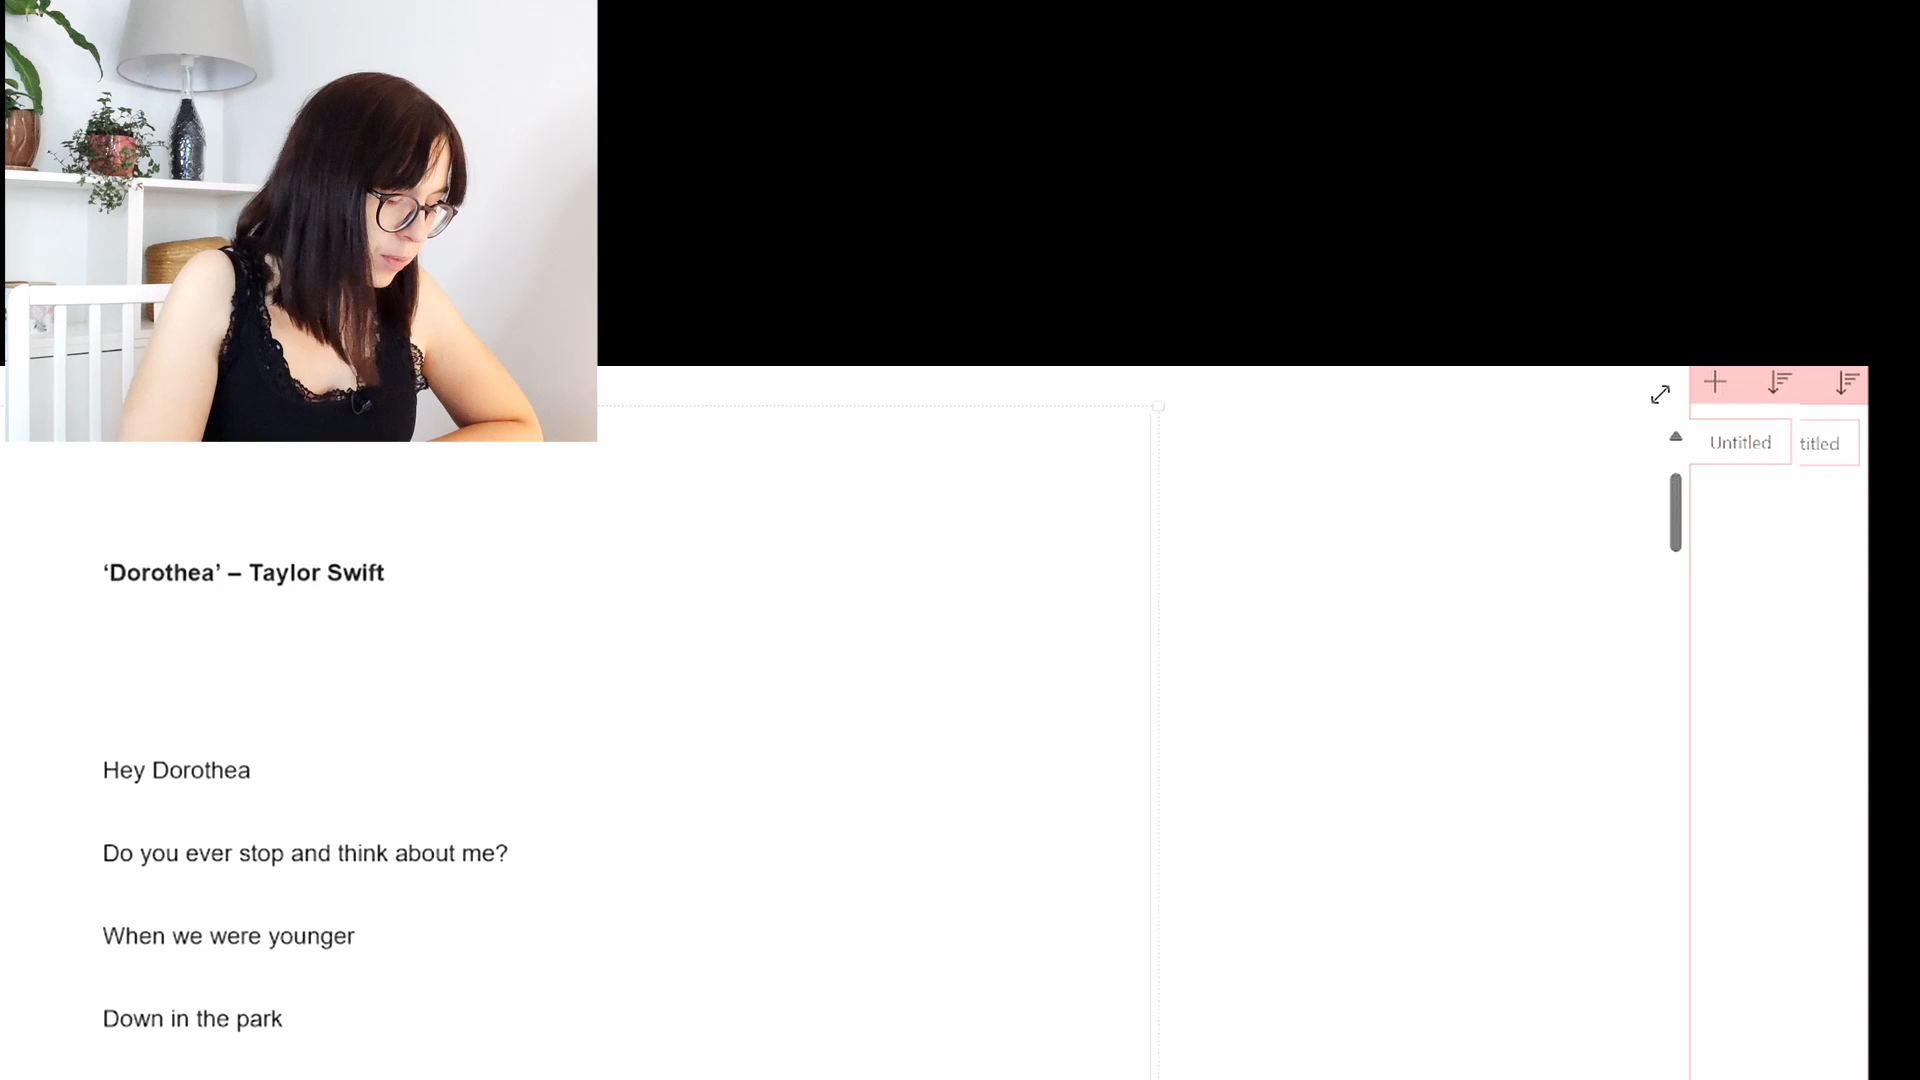 Untitled
titled
‘Dorothea’ – Taylor Swift
Hey Dorothea
Do you ever stop and think about me?
When we were younger
Down in the park